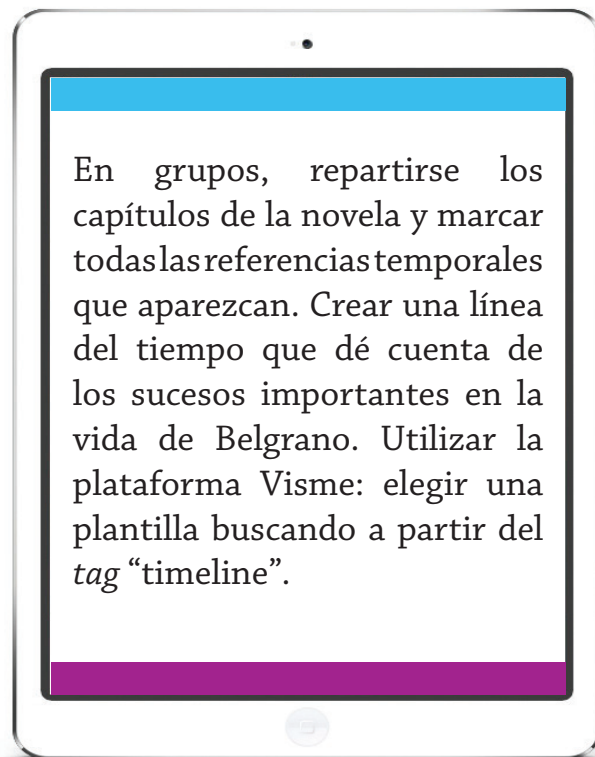 En grupos, repartirse los
capítulos de la novela y marcar
todas las referencias temporales
que aparezcan. Crear una línea
del tiempo que dé cuenta de
los sucesos importantes en la
vida de Belgrano. Utilizar la
plataforma Visme: elegir una
plantilla buscando a partir del
tag “timeline”.